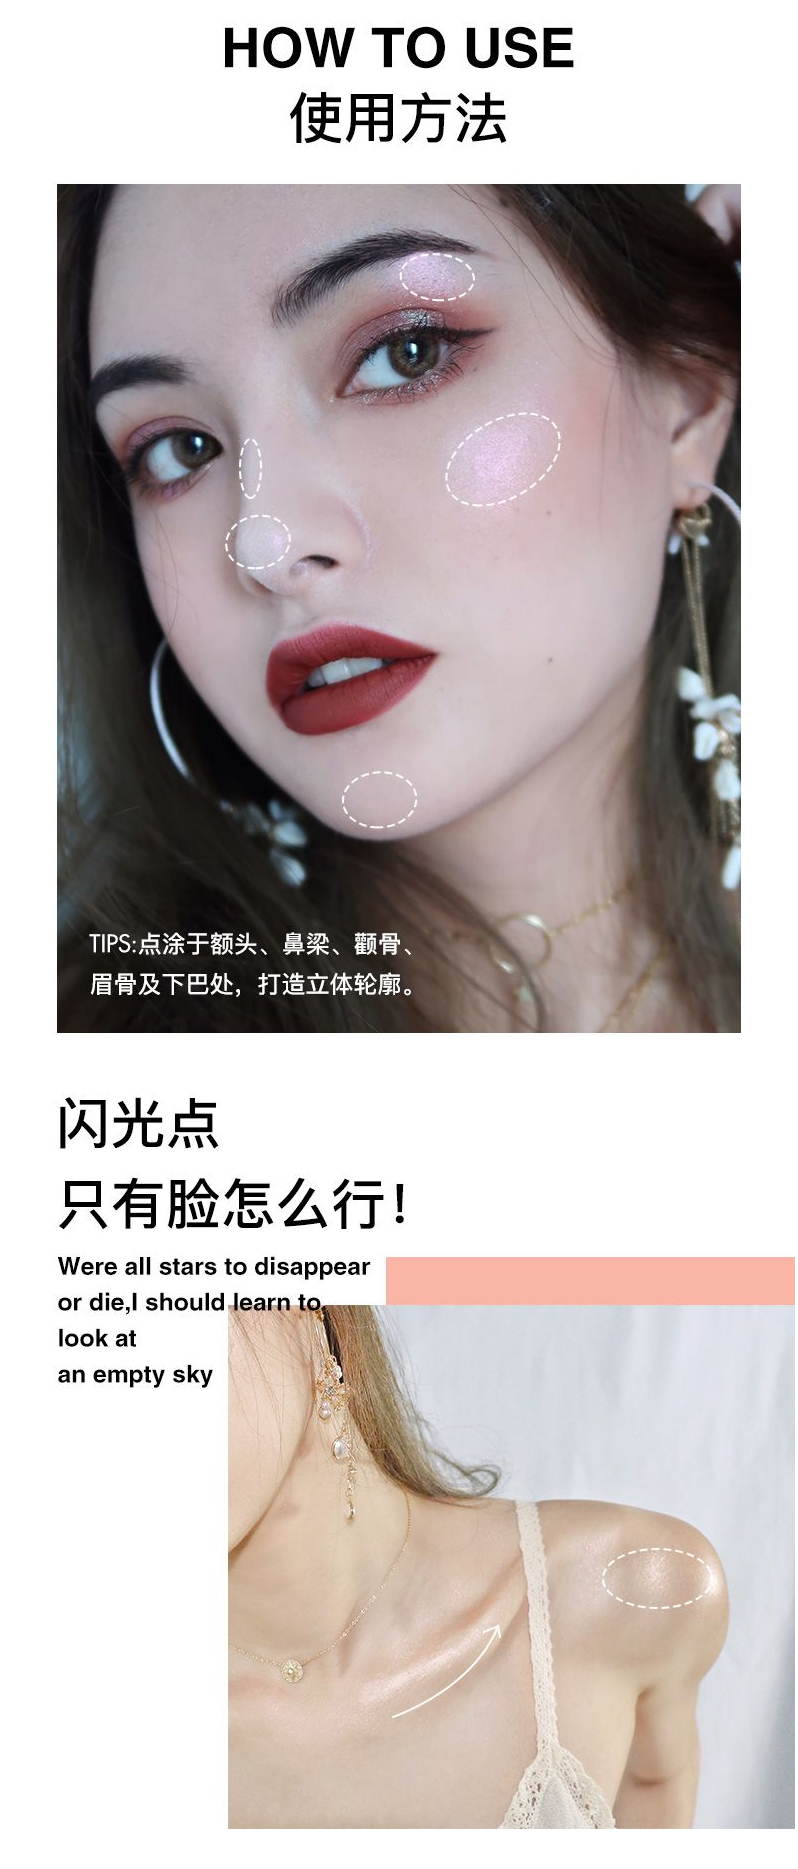 HOW TO USE
使用方法
TIPS:点涂于额头、鼻梁、颧骨、
眉骨及下巴处，打造立体轮廓。
闪光点
只有脸怎么行！
Were all stars to disappear
or die,I should learn to
look at
an empty sky